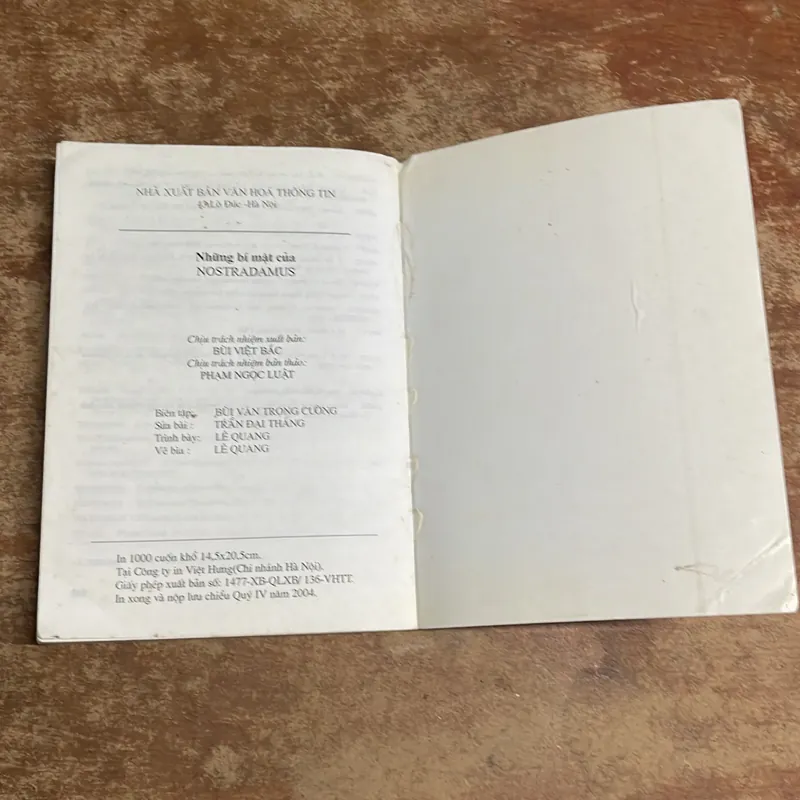 NHÀ XUẤT BẢN VĂN HOÁ THÔNG TIN
Lò Đúc -Hà Nội
Những bí mật của
NOSTRADAMUS
Chịu trách nhiệm xuất bản:
BÙI VIỆT BẮC
Chịu trách nhiệm bản thảo:
PHẠM NGỌC LUẬT
Biên tập: BÙI VĂN TRỌNG CƯỜNG
Sửa bài : TRẦN ĐẠI THẮNG
Trình bày: LÊ QUANG
Vẽ bìa : LÊ QUANG
In 1000 cuốn khổ 14,5x20,5cm.
Tại Công ty in Việt Hưng(Chi nhánh Hà Nội).
Giấy phép xuất bản số: 1477-XB-QLXB/ 136-VHTT.
In xong và nộp lưu chiểu Quý IV năm 2004.